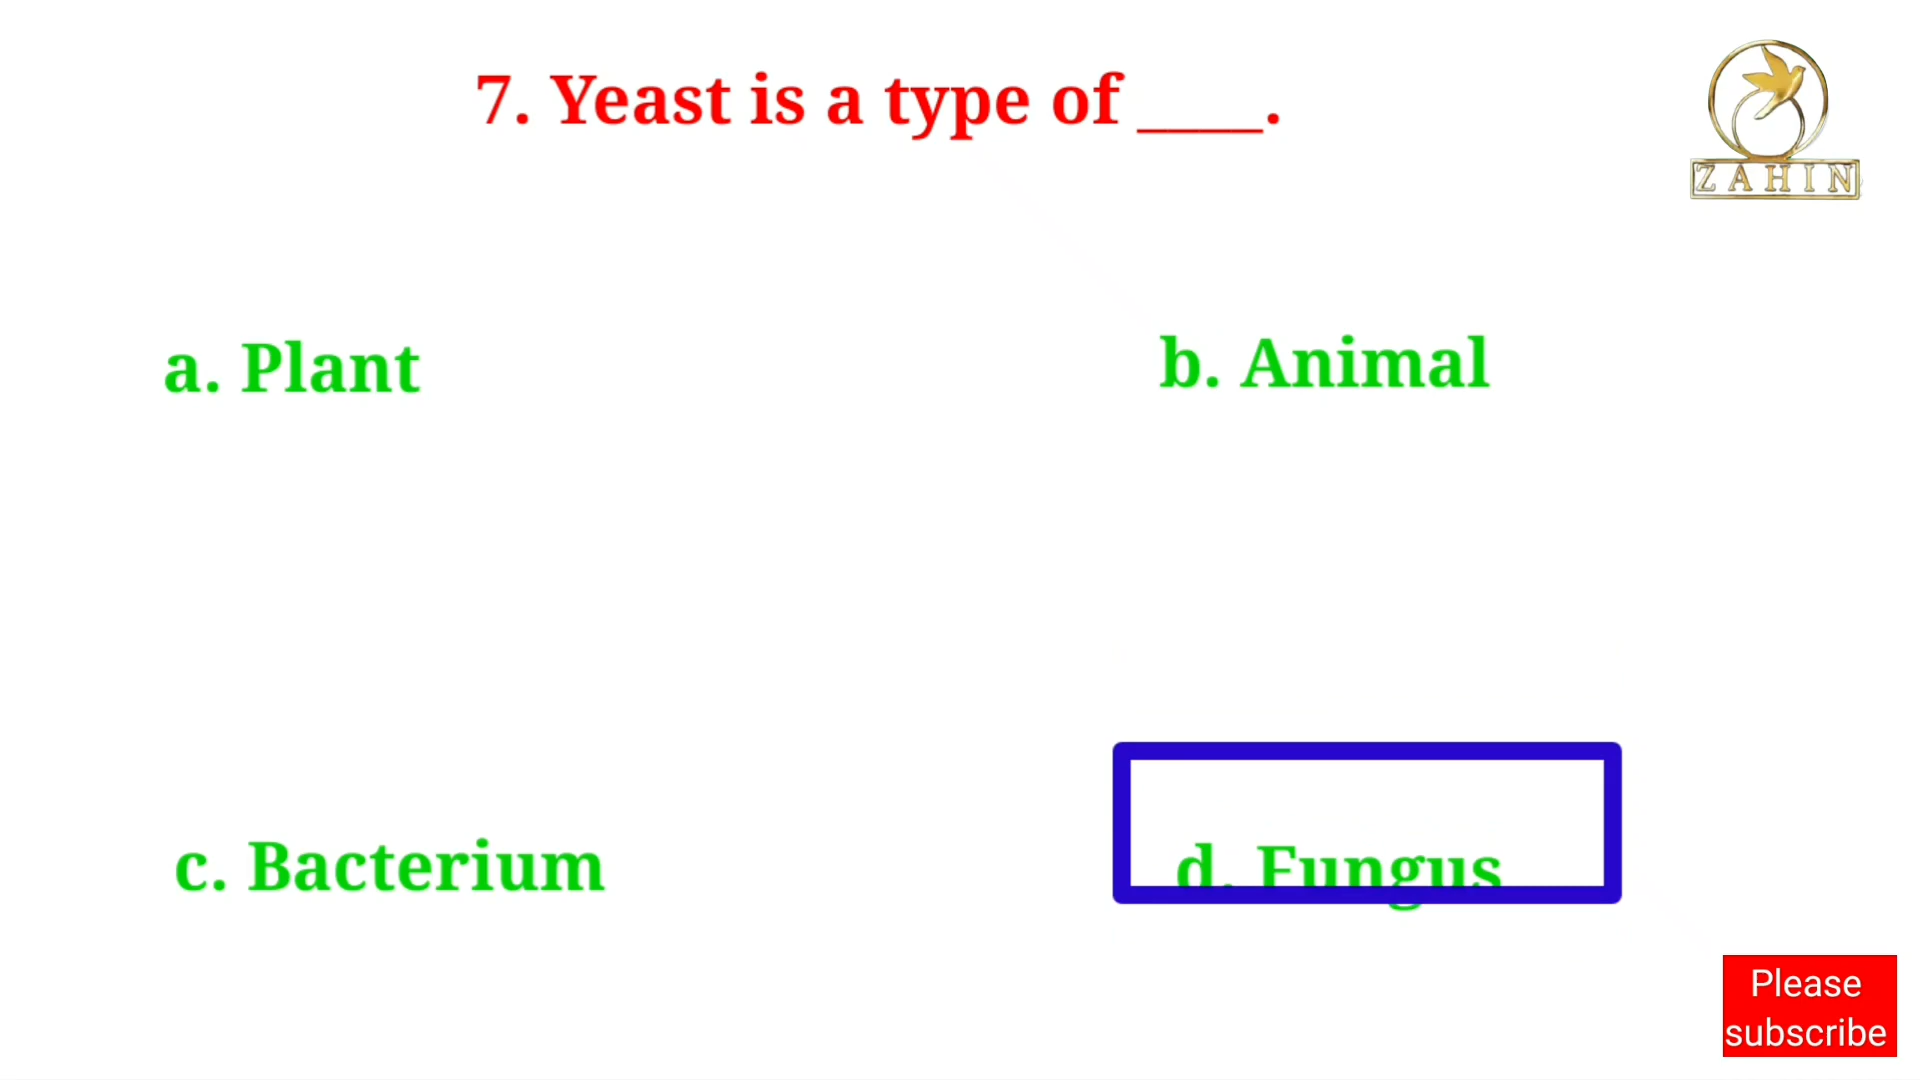 7. Yeast is a type of ____.
ZAHIN
a. Plant
b. Animal
c. Bacterium
d. Fungus
Please
subscribe